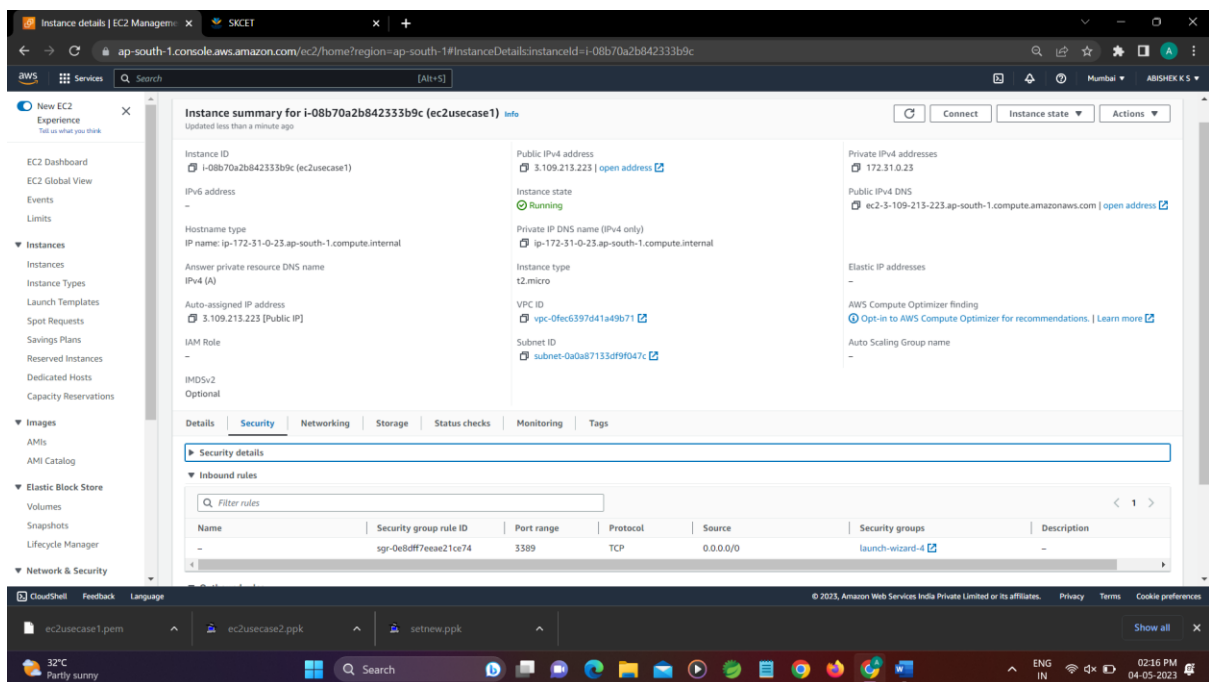 Instance details | EC2 Manageme
SKCET
ap-south-1.console.aws.amazon.com/ec2/home?region=ap-south-1#InstanceDetails:instanceId=i-08b70a2b842333b9c
A
aws
Services
Search
[Alt+S]
Mumbai
ABISHEK K S
New EC2
Experience
Tell us what you think
EC2 Dashboard
EC2 Global View
Events
Limits
Instances
Instances
Instance Types
Launch Templates
Spot Requests
Savings Plans
Reserved Instances
Dedicated Hosts
Capacity Reservations
Images
AMIs
AMI Catalog
Elastic Block Store
Volumes
Snapshots
Lifecycle Manager
Network & Security
Instance summary for i-08b70a2b842333b9c (ec2usecase1) Info
Updated less than a minute ago
Connect
Instance state
Actions
Instance ID
i-08b70a2b842333b9c (ec2usecase1)
Public IPv4 address
3.109.213.223 | open address
Private IPv4 addresses
172.31.0.23
IPv6 address
–
Instance state
Running
Public IPv4 DNS
ec2-3-109-213-223.ap-south-1.compute.amazonaws.com | open address
Hostname type
IP name: ip-172-31-0-23.ap-south-1.compute.internal
Private IP DNS name (IPv4 only)
ip-172-31-0-23.ap-south-1.compute.internal
Answer private resource DNS name
IPv4 (A)
Instance type
t2.micro
Elastic IP addresses
–
Auto-assigned IP address
3.109.213.223 [Public IP]
VPC ID
vpc-0fec6397d41a49b71
AWS Compute Optimizer finding
Opt-in to AWS Compute Optimizer for recommendations. | Learn more
IAM Role
–
Subnet ID
subnet-0a0a87133df9f047c
Auto Scaling Group name
–
IMDSv2
Optional
Details
Security
Networking
Storage
Status checks
Monitoring
Tags
Security details
Inbound rules
Filter rules
1
Name
Security group rule ID
Port range
Protocol
Source
Security groups
Description
–
sgr-0e8dff7eeae21ce74
3389
TCP
0.0.0.0/0
launch-wizard-4
–
CloudShell
Feedback
Language
© 2023, Amazon Web Services India Private Limited or its affiliates.
Privacy
Terms
Cookie preferences
ec2usecase1.pem
ec2usecase2.ppk
setnew.ppk
Show all
32°C
Partly sunny
Search
ENG
IN
02:16 PM
04-05-2023